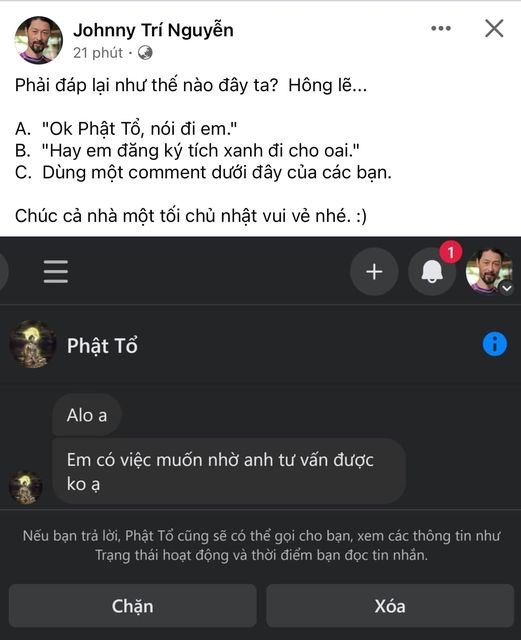 Johnny Trí Nguyễn
21 phút ·
Phải đáp lại như thế nào đây ta?  Hông lẽ...
A.  "Ok Phật Tổ, nói đi em."
B.  "Hay em đăng ký tích xanh đi cho oai."
C.  Dùng một comment dưới đây của các bạn.
Chúc cả nhà một tối chủ nhật vui vẻ nhé. :)
1
Phật Tổ
Alo a
Em có việc muốn nhờ anh tư vấn được
ko ạ
Nếu bạn trả lời, Phật Tổ cũng sẽ có thể gọi cho bạn, xem các thông tin như
Trạng thái hoạt động và thời điểm bạn đọc tin nhắn.
Chặn
Xóa